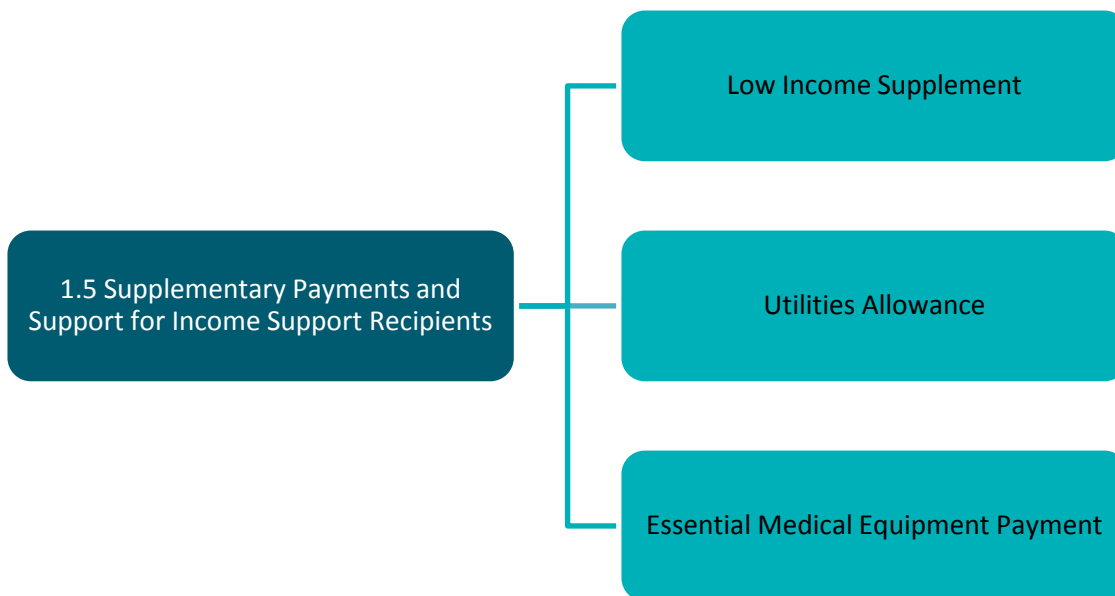 Low Income Supplement
1.5 Supplementary Payments and
Support for Income Support Recipients
Utilities Allowance
Essential Medical Equipment Payment